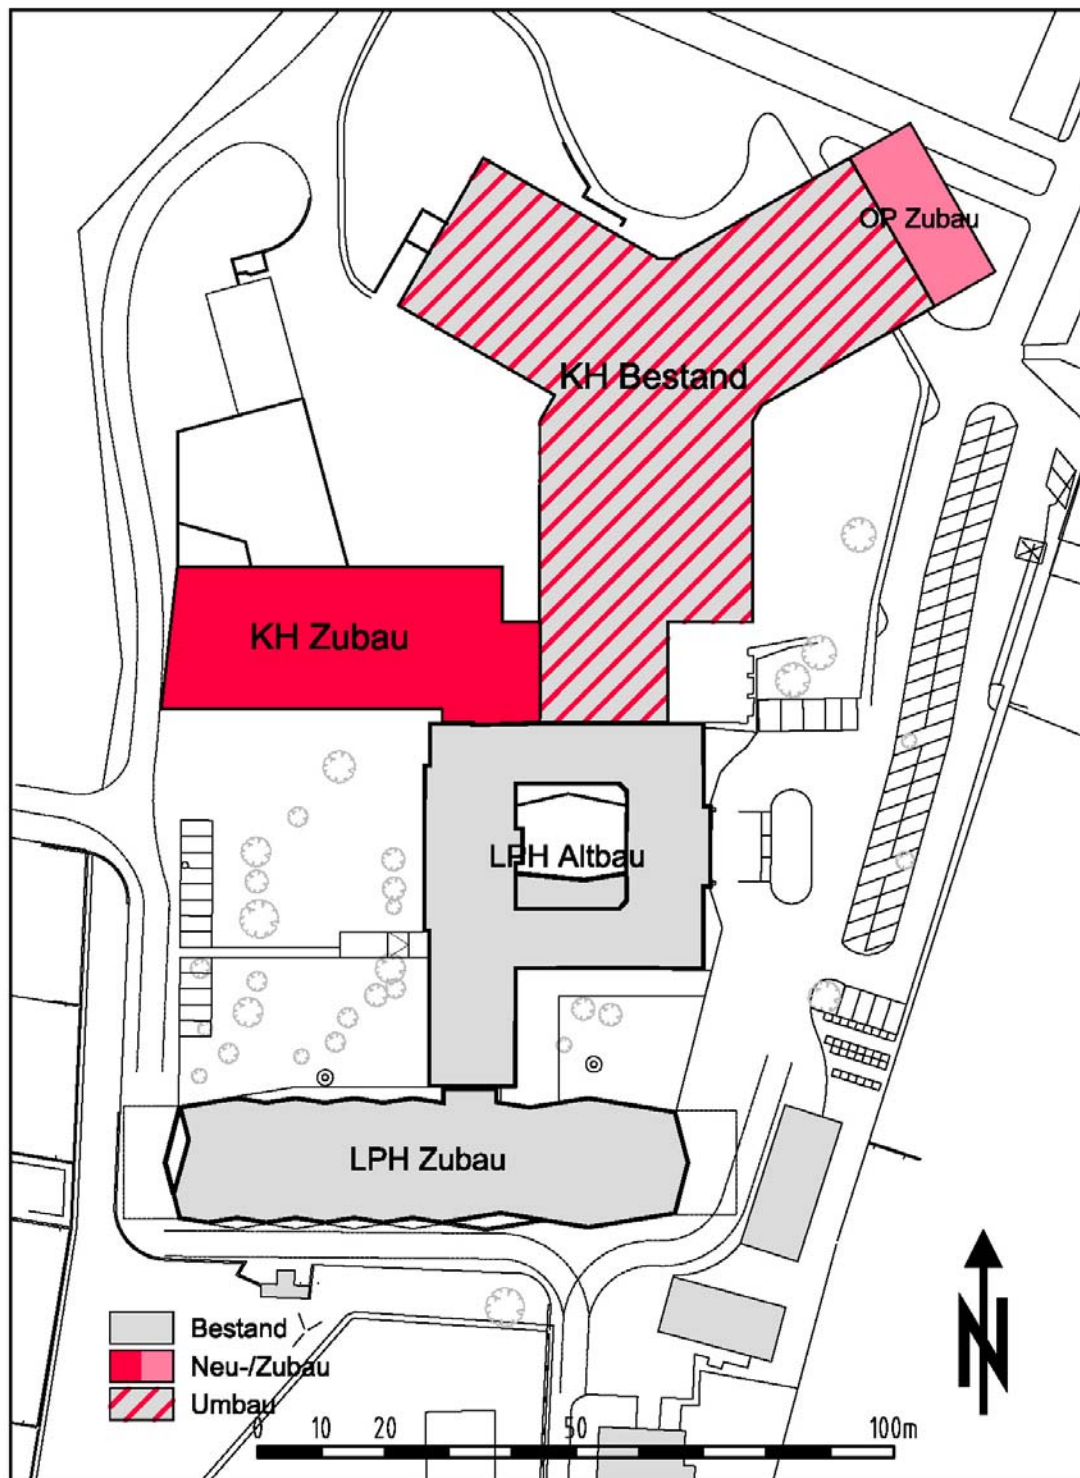 OP Zubau
KH Bestand
KH Zubau
LPH Altbau
LPH Zubau
Bestand
Neu-/Zubau
Umbau
0 10 20 50 100m
N